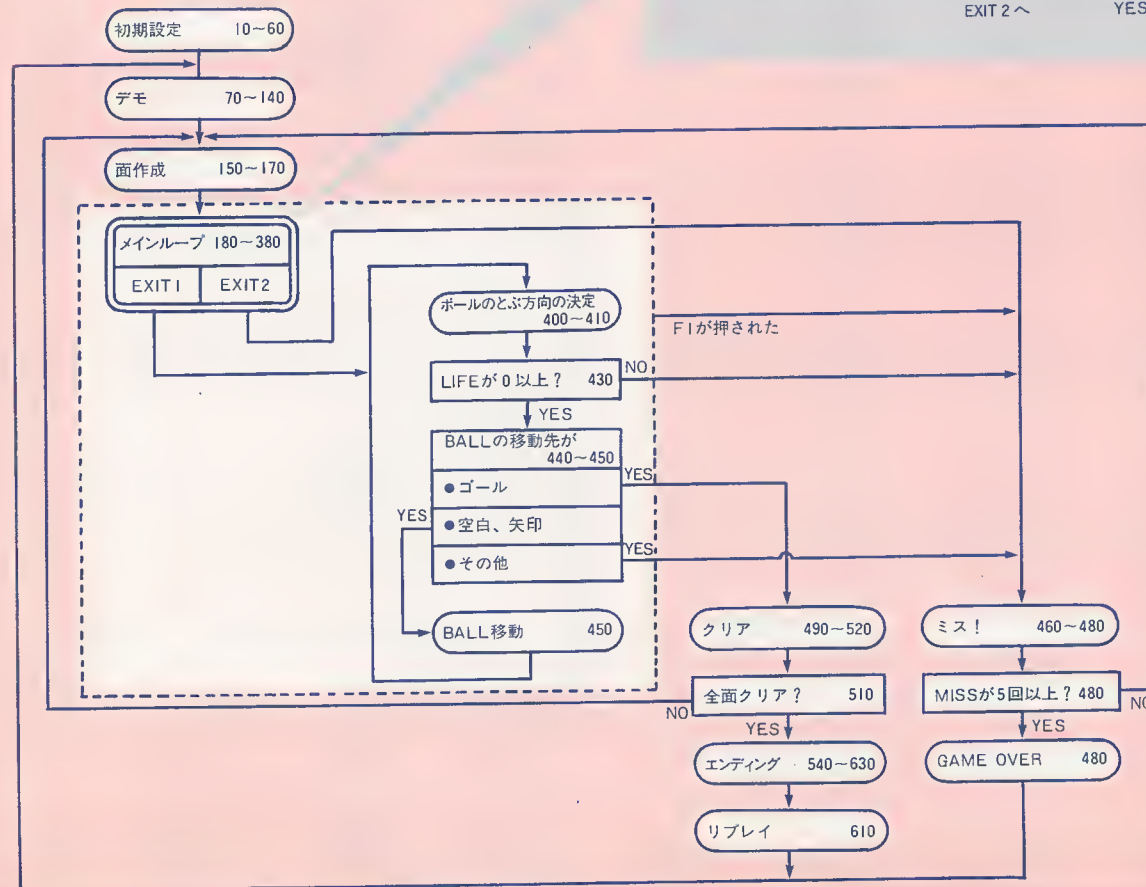 EXIT 2 へ YES
初期設定 10～60
デモ 70～140
面作成 150～170
メインループ 180～380
EXIT1 EXIT2
ボールのとぶ方向の決定
400～410
F1が押された
LIFEが0以上？ 430
NO
YES
BALLの移動先が
440～450
●ゴール
YES
●空白、矢印
YES
●その他
YES
BALL移動 450
クリア 490～520
全面クリア？ 510
NO
YES
エンディング 540～630
リプレイ 610
ミス！ 460～480
MISSが5回以上？ 480
NO
YES
GAME OVER 480